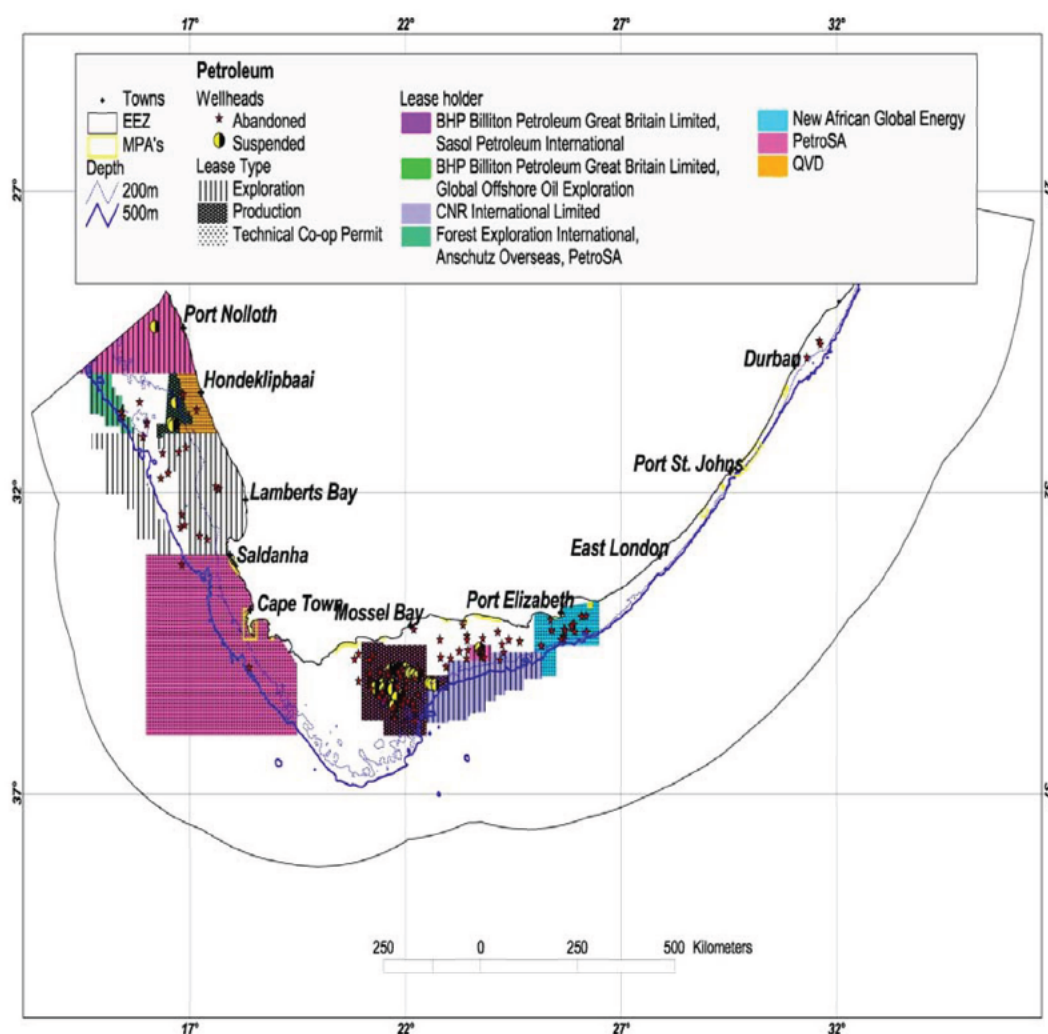 17°
22°
27°
32°
Petroleum
Towns
EEZ
MPA's
Depth
200m
500m
Wellheads
Abandoned
Suspended
Lease Type
Exploration
Production
Technical Co-op Permit
Lease holder
BHP Billiton Petroleum Great Britain Limited,
Sasol Petroleum International
BHP Billiton Petroleum Great Britain Limited,
Global Offshore Oil Exploration
CNR International Limited
Forest Exploration International,
Anschutz Overseas, PetroSA
New African Global Energy
PetroSA
QVD
27°
Port Nolloth
Hondeklipbaai
Durban
Lamberts Bay
Port St. Johns
32°
Saldanha
East London
Cape Town
Mossel Bay
Port Elizabeth
37°
250
0
250
500 Kilometers
17°
22°
27°
32°